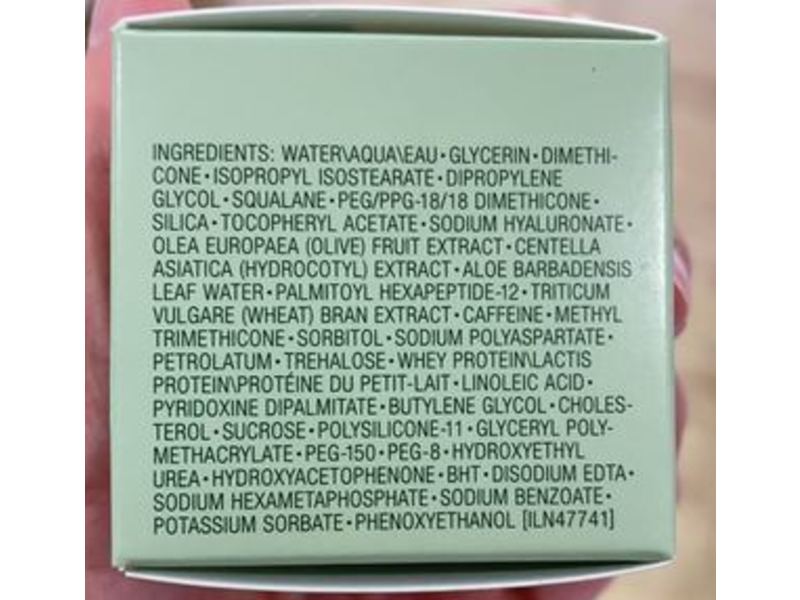 INGREDIENTS: WATER\AQUA\EAU • GLYCERIN • DIMETHI-
CONE • ISOPROPYL ISOSTEARATE • DIPROPYLENE
GLYCOL • SQUALANE • PEG/PPG-18/18 DIMETHICONE •
SILICA • TOCOPHERYL ACETATE • SODIUM HYALURONATE •
OLEA EUROPAEA (OLIVE) FRUIT EXTRACT • CENTELLA
ASIATICA (HYDROCOTYL) EXTRACT • ALOE BARBADENSIS
LEAF WATER • PALMITOYL HEXAPEPTIDE-12 • TRITICUM
VULGARE (WHEAT) BRAN EXTRACT • CAFFEINE • METHYL
TRIMETHICONE • SORBITOL • SODIUM POLYASPARTATE •
PETROLATUM • TREHALOSE • WHEY PROTEIN\LACTIS
PROTEIN\PROTÉINE DU PETIT-LAIT • LINOLEIC ACID •
PYRIDOXINE DIPALMITATE • BUTYLENE GLYCOL • CHOLES-
TEROL • SUCROSE • POLYSILICONE-11 • GLYCERYL POLY-
METHACRYLATE • PEG-150 • PEG-8 • HYDROXYETHYL
UREA • HYDROXYACETOPHENONE • BHT • DISODIUM EDTA •
SODIUM HEXAMETAPHOSPHATE • SODIUM BENZOATE •
POTASSIUM SORBATE • PHENOXYETHANOL [ILN47741]